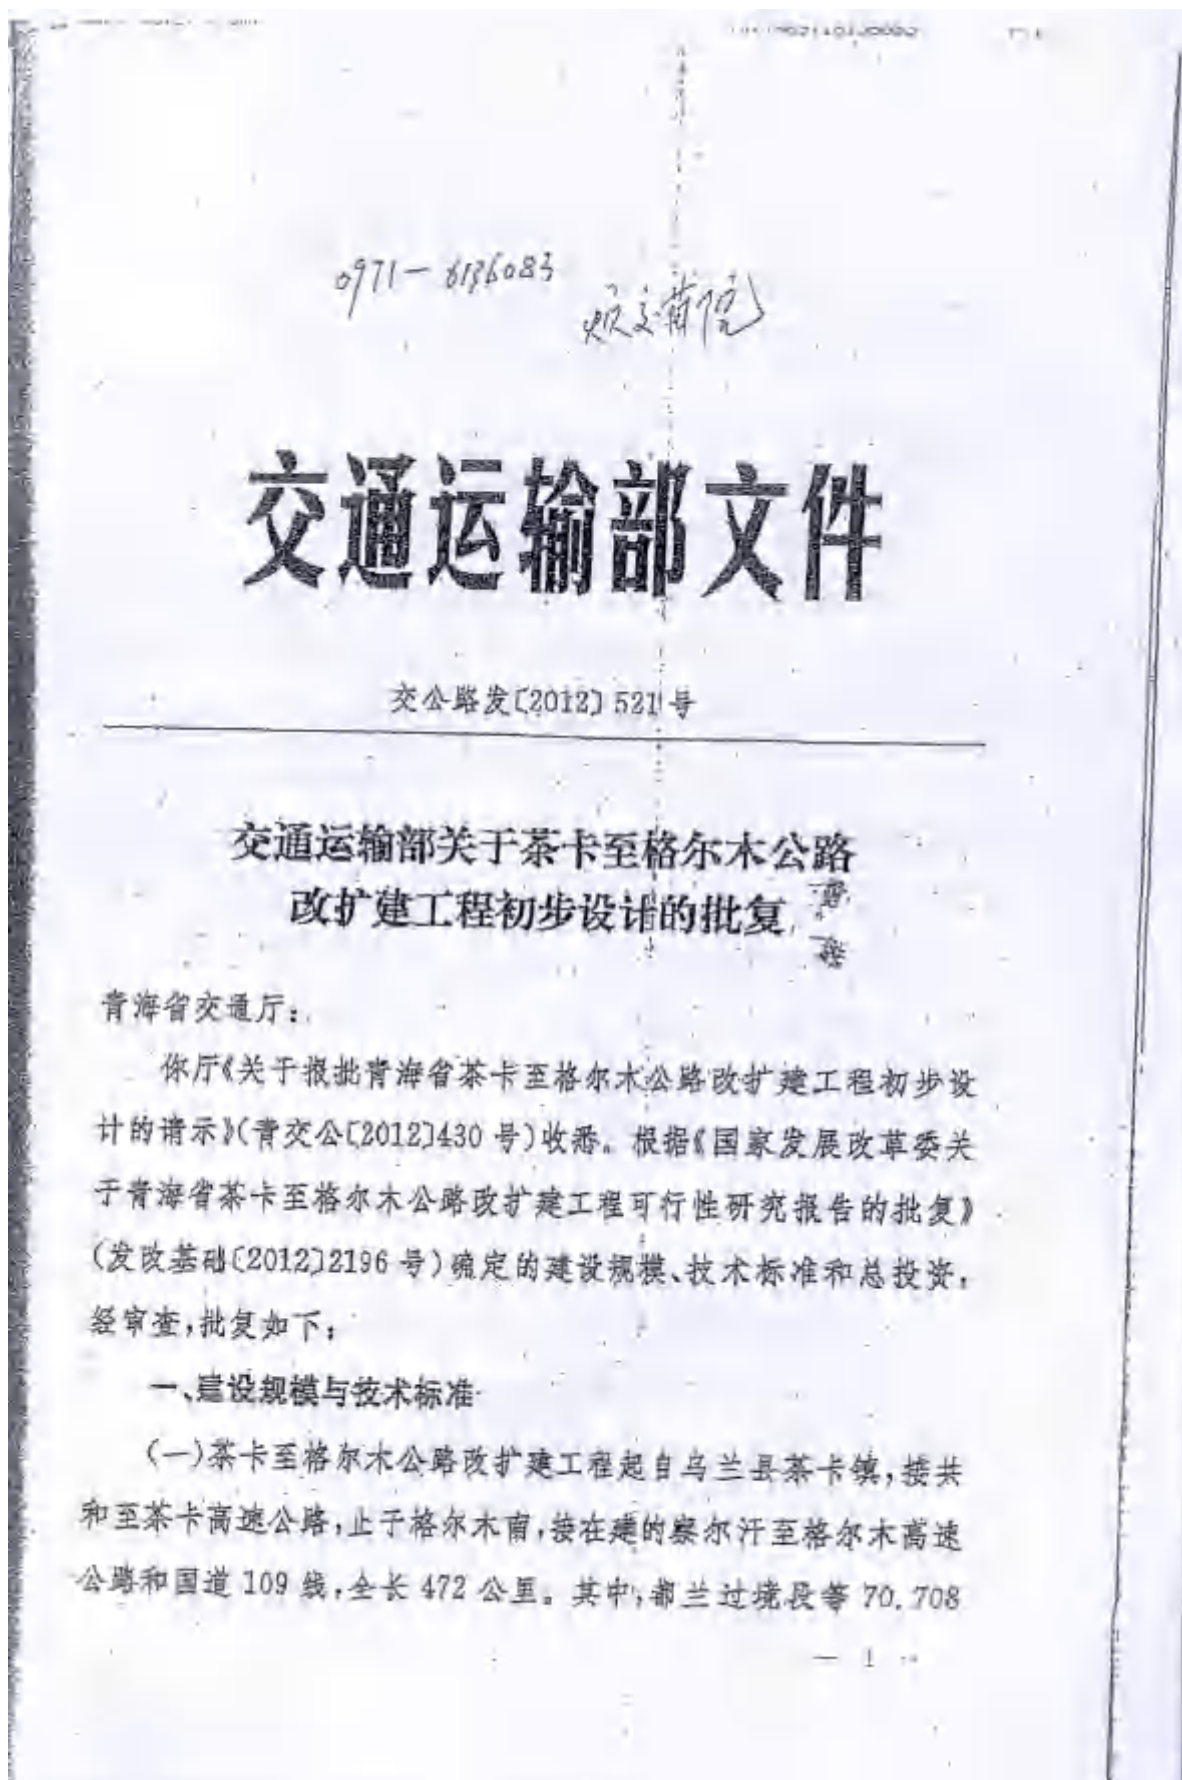 0971-6136083
交通运输部文件
交公路发〔2012〕521号
交通运输部关于茶卡至格尔木公路
改扩建工程初步设计的批复
青海省交通厅:
你厅《关于报批青海省茶卡至格尔木公路改扩建工程初步设
计的请示》(青交公〔2012〕430号)收悉。根据《国家发展改革委关
于青海省茶卡至格尔木公路改扩建工程可行性研究报告的批复》
(发改基础〔2012〕2196号)确定的建设规模、技术标准和总投资,
经审查,批复如下:
一、建设规模与技术标准
(一)茶卡至格尔木公路改扩建工程起自乌兰县茶卡镇,接共
和至茶卡高速公路,止于格尔木南,接在建的察尔汗至格尔木高速
公路和国道109线,全长472公里。其中,都兰过境段等70.708
— 1